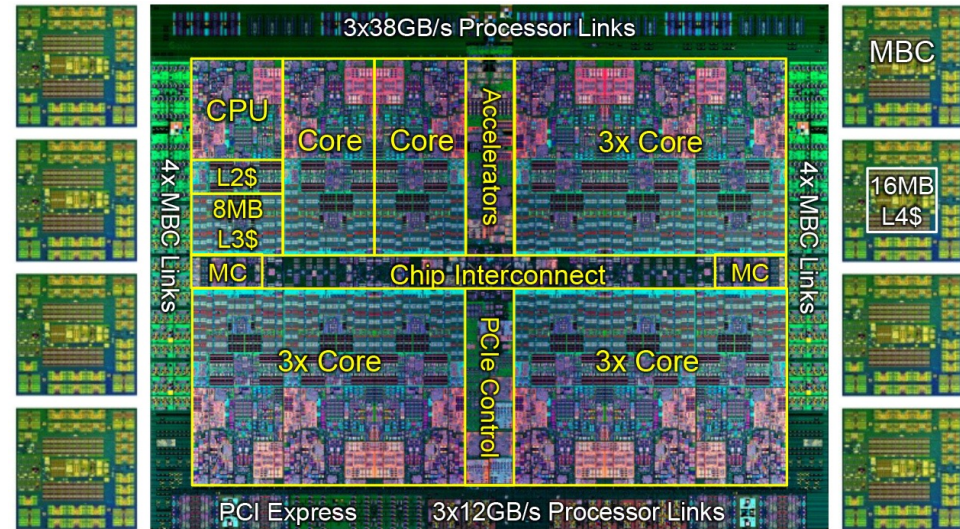 3x38GB/s Processor Links
MBC
CPU
Core
Core
Accelerators
3x Core
4x MBC Links
L2$
8MB
L3$
4x MBC Links
16MB
L4$
MC
Chip Interconnect
MC
3x Core
PCIe Control
3x Core
PCI Express
3x12GB/s Processor Links